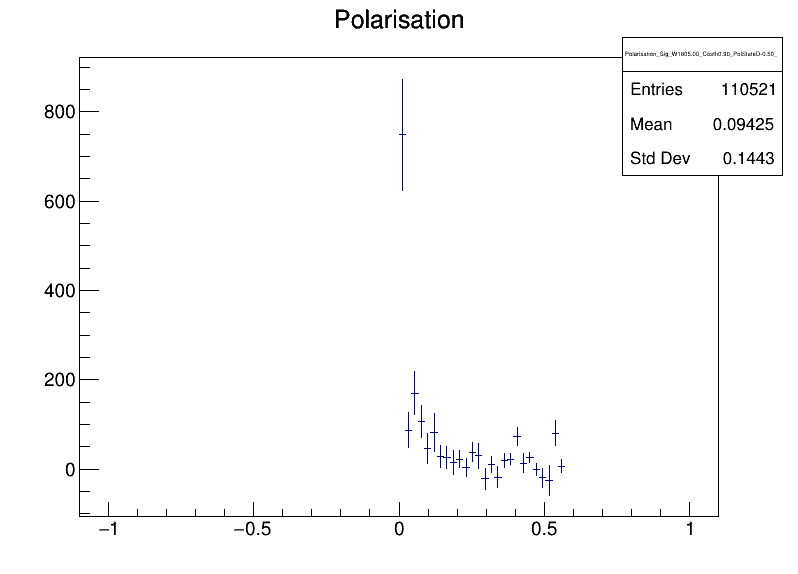 Polarisation
Polarisation_Sig_W1805.00_Costh0.90_PolStateD-0.50_
Entries 110521
Mean 0.09425
Std Dev 0.1443
800
600
400
200
0
−1 −0.5 0 0.5 1